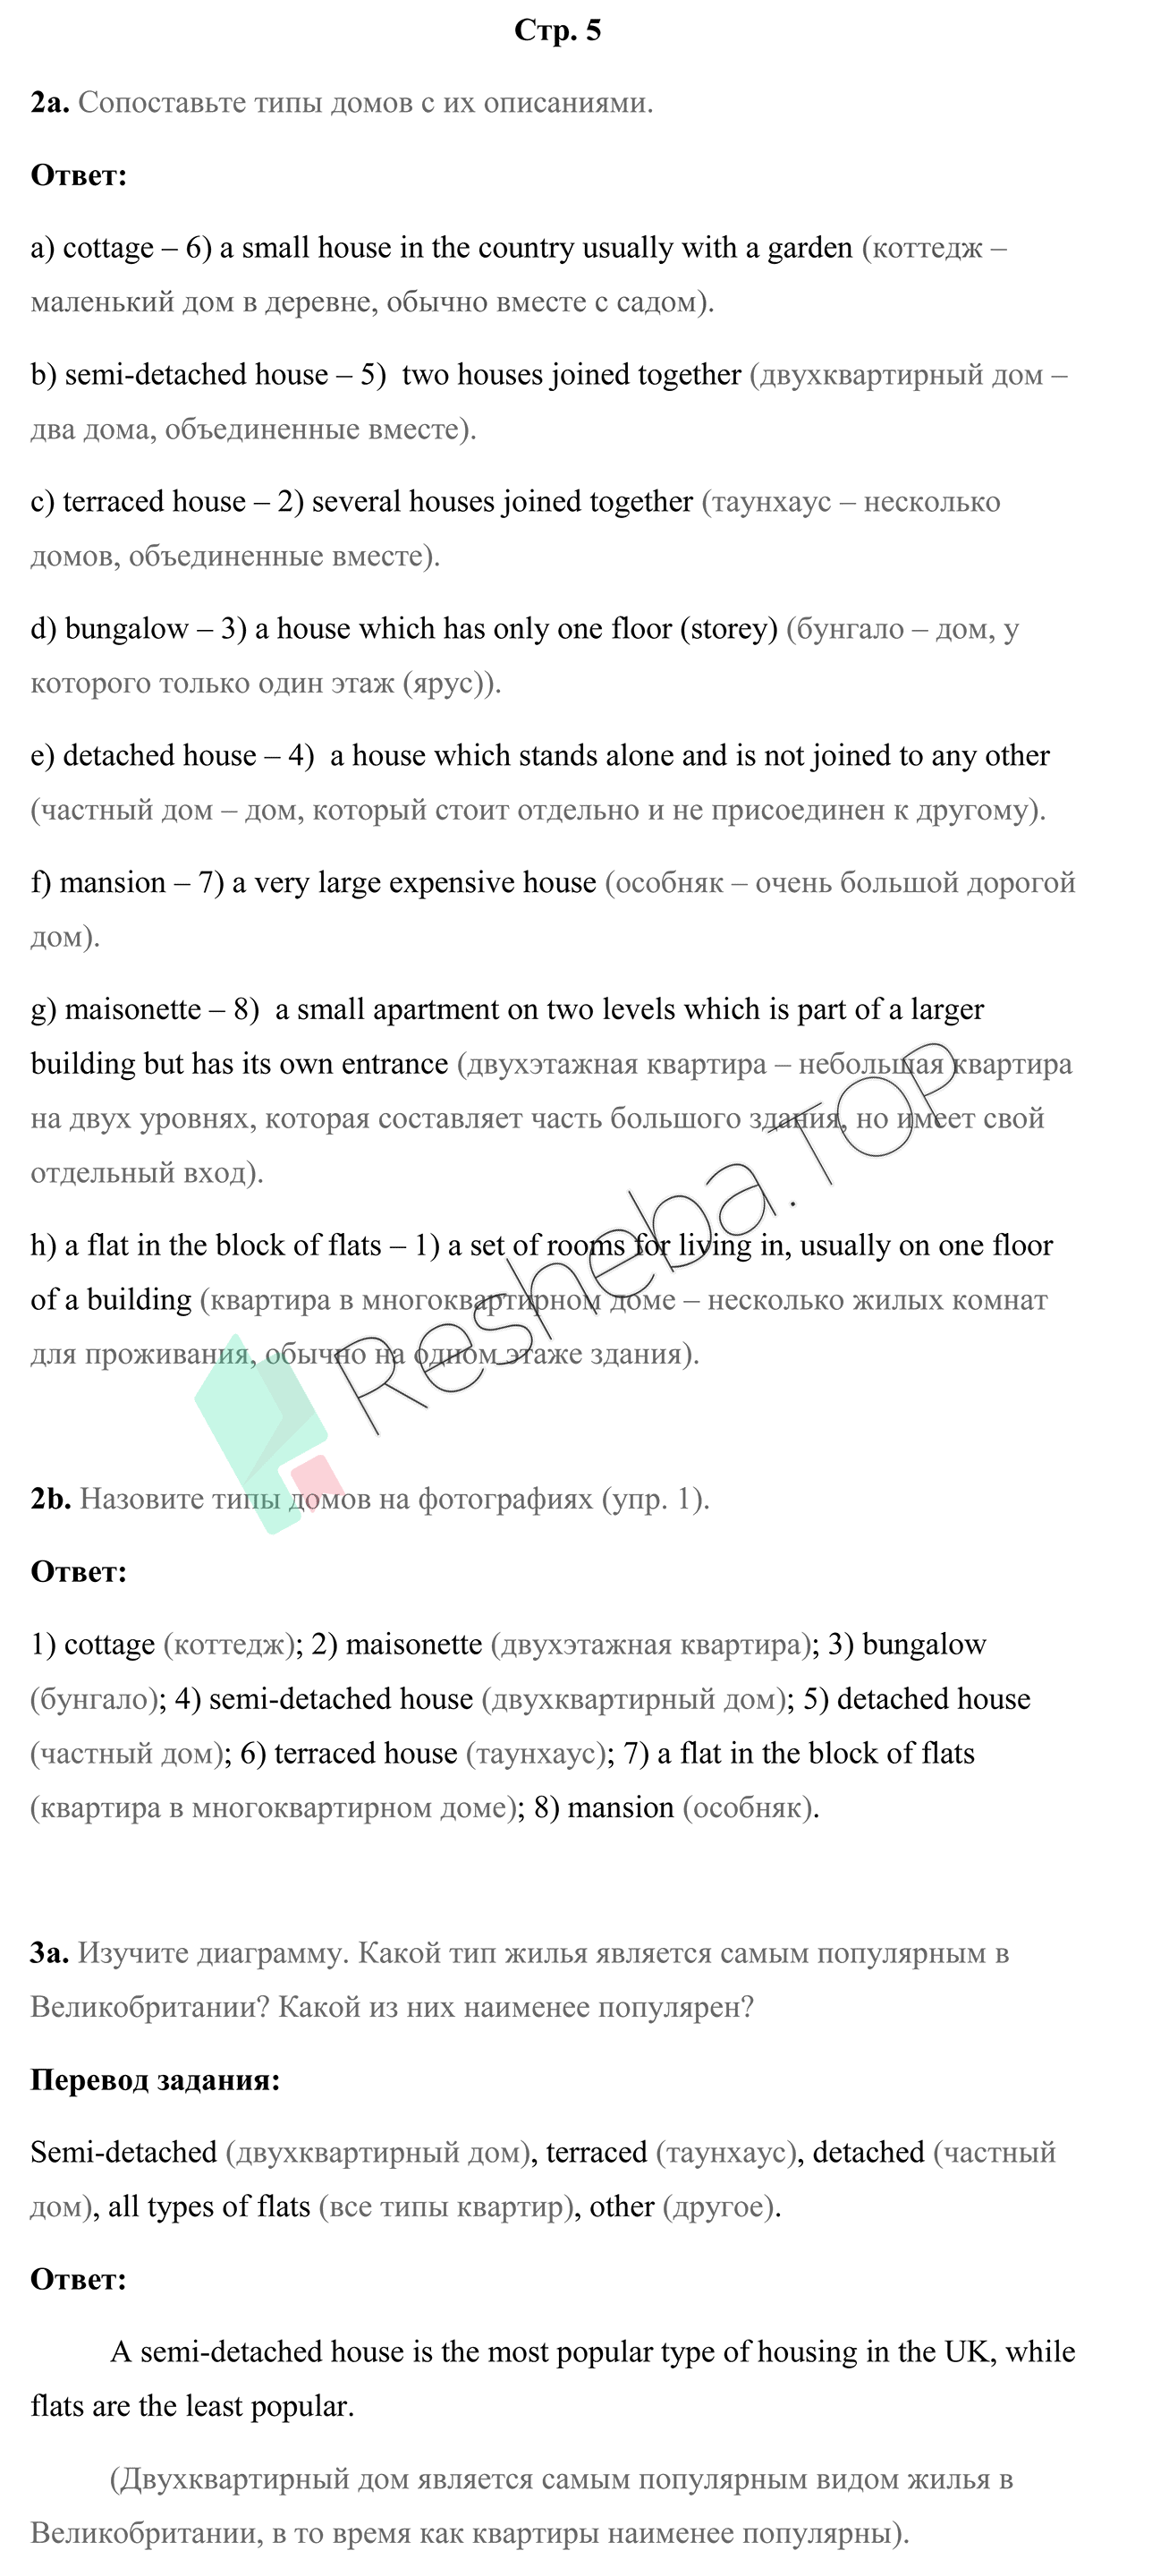 Стр. 5
2a. Сопоставьте типы домов с их описаниями.
Ответ:
a) cottage – 6) a small house in the country usually with a garden (коттедж –
маленький дом в деревне, обычно вместе с садом).
b) semi-detached house – 5)  two houses joined together (двухквартирный дом –
два дома, объединенные вместе).
c) terraced house – 2) several houses joined together (таунхаус – несколько
домов, объединенные вместе).
d) bungalow – 3) a house which has only one floor (storey) (бунгало – дом, у
которого только один этаж (ярус)).
e) detached house – 4)  a house which stands alone and is not joined to any other
(частный дом – дом, который стоит отдельно и не присоединен к другому).
f) mansion – 7) a very large expensive house (особняк – очень большой дорогой
дом).
g) maisonette – 8)  a small apartment on two levels which is part of a larger
building but has its own entrance (двухэтажная квартира – небольшая квартира
на двух уровнях, которая составляет часть большого здания, но имеет свой
отдельный вход).
h) a flat in the block of flats – 1) a set of rooms for living in, usually on one floor
of a building (квартира в многоквартирном доме – несколько жилых комнат
для проживания, обычно на одном этаже здания).
Resheba.TOP
2b. Назовите типы домов на фотографиях (упр. 1).
Ответ:
1) cottage (коттедж); 2) maisonette (двухэтажная квартира); 3) bungalow
(бунгало); 4) semi-detached house (двухквартирный дом); 5) detached house
(частный дом); 6) terraced house (таунхаус); 7) a flat in the block of flats
(квартира в многоквартирном доме); 8) mansion (особняк).
3a. Изучите диаграмму. Какой тип жилья является самым популярным в
Великобритании? Какой из них наименее популярен?
Перевод задания:
Semi-detached (двухквартирный дом), terraced (таунхаус), detached (частный
дом), all types of flats (все типы квартир), other (другое).
Ответ:
A semi-detached house is the most popular type of housing in the UK, while
flats are the least popular.
(Двухквартирный дом является самым популярным видом жилья в
Великобритании, в то время как квартиры наименее популярны).